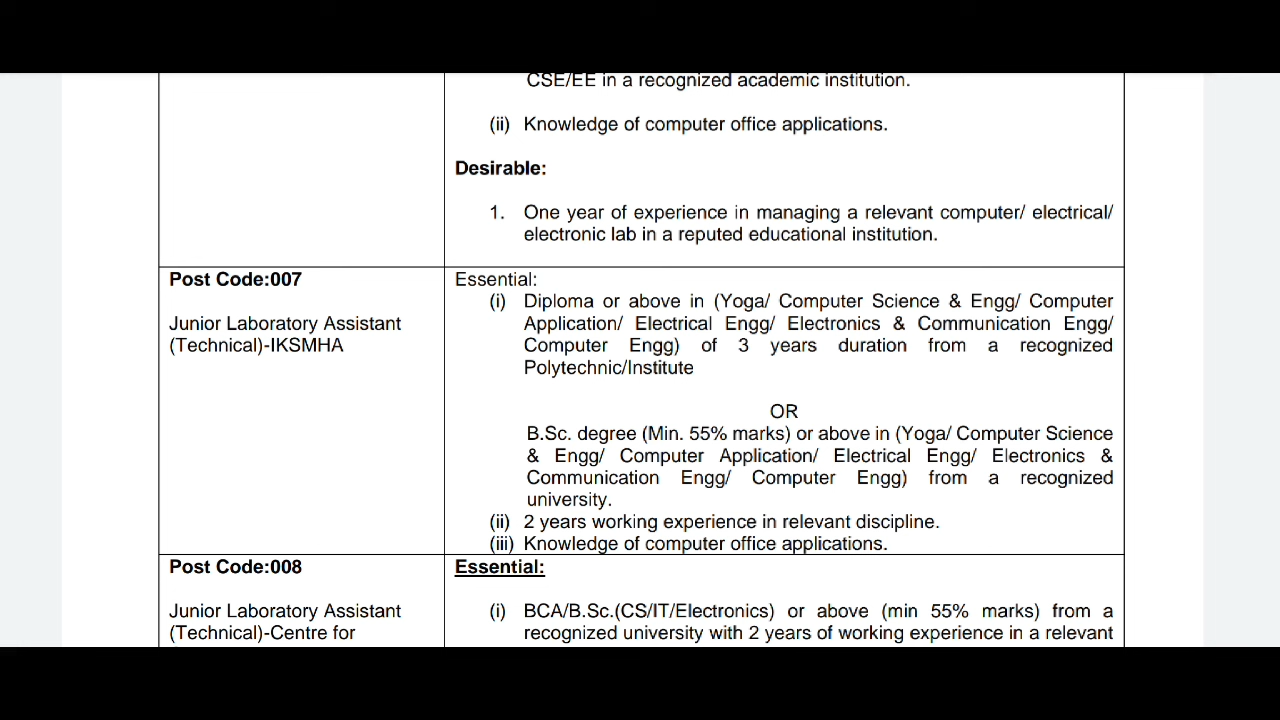 CSE/EE in a recognized academic institution.
(ii) Knowledge of computer office applications.
Desirable:
1. One year of experience in managing a relevant computer/ electrical/
electronic lab in a reputed educational institution.
Post Code:007
Junior Laboratory Assistant
(Technical)-IKSMHA
Essential:
(i) Diploma or above in (Yoga/ Computer Science & Engg/ Computer
Application/ Electrical Engg/ Electronics & Communication Engg/
Computer Engg) of 3 years duration from a recognized
Polytechnic/Institute
OR
B.Sc. degree (Min. 55% marks) or above in (Yoga/ Computer Science
& Engg/ Computer Application/ Electrical Engg/ Electronics &
Communication Engg/ Computer Engg) from a recognized
university.
(ii) 2 years working experience in relevant discipline.
(iii) Knowledge of computer office applications.
Post Code:008
Junior Laboratory Assistant
(Technical)-Centre for
Essential:
(i) BCA/B.Sc.(CS/IT/Electronics) or above (min 55% marks) from a
recognized university with 2 years of working experience in a relevant